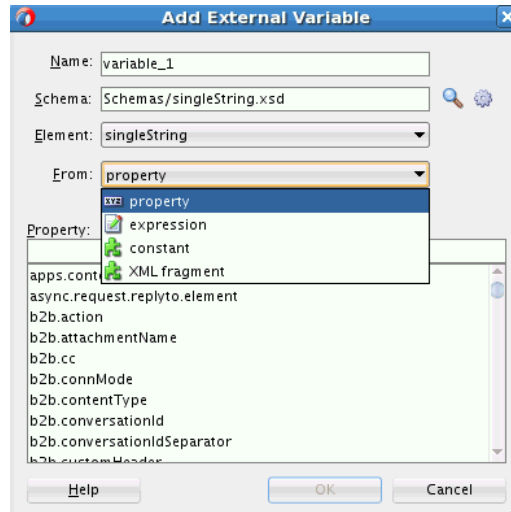 Add External Variable
Name: variable_1
Schema: Schemas/singleString.xsd
Element: singleString
From: property
property
expression
Property:
constant
XML fragment
async.request.replyto.element
b2b.action
b2b.attachmentName
b2b.cc
b2b.connMode
b2b.contentType
b2b.conversationId
b2b.conversationIdSeparator
b2b.customHeader
Help OK Cancel